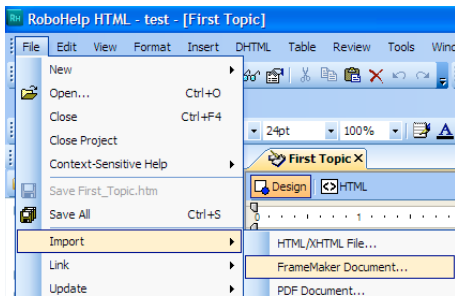 RoboHelp HTML - test - [First Topic]
File Edit View Format Insert DHTML Table Review Tools
New
Open... Ctrl+O
Close Ctrl+F4
24pt 100% A
Close Project
First Topic X
Context-Sensitive Help
Save First_Topic.htm
Design HTML
Save All Ctrl+S
1
Import
HTML/XHTML File...
Link
FrameMaker Document...
Update
PDF Document...